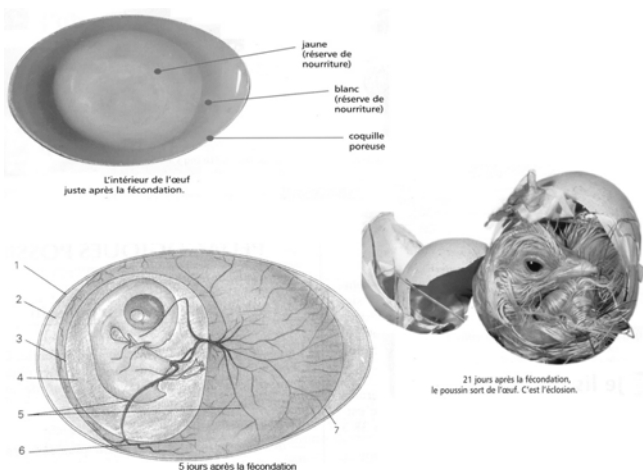 jaune
(réserve de
nourriture)
blanc
(réserve de
nourriture)
coquille
poreuse
L'intérieur de l'œuf
juste après la fécondation.
1
2
3
4
5
6
7
5 jours après la fécondation
21 jours après la fécondation,
le poussin sort de l'œuf. C'est l'éclosion.